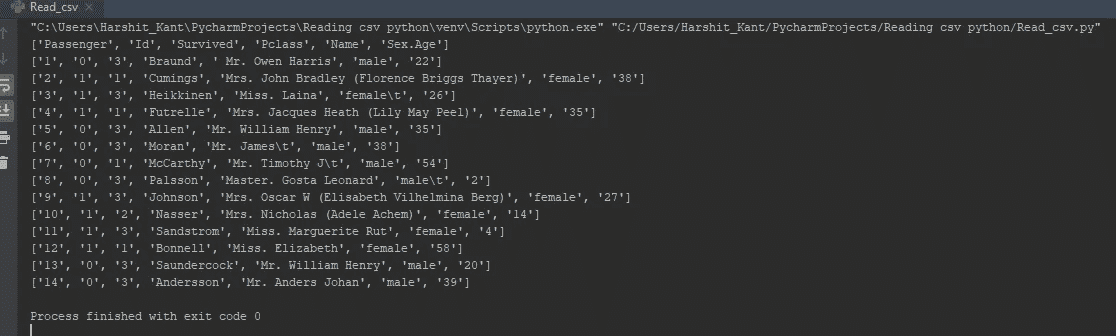 Read_csv
"C:\Users\Harshit_Kant\PycharmProjects\Reading csv python\venv\Scripts\python.exe" "C:/Users/Harshit_Kant/PycharmProjects/Reading csv python/Read_csv.py"
['Passenger', 'Id', 'Survived', 'Pclass', 'Name', 'Sex.Age']
['1', '0', '3', 'Braund', ' Mr. Owen Harris', 'male', '22']
['2', '1', '1', 'Cumings', 'Mrs. John Bradley (Florence Briggs Thayer)', 'female', '38']
['3', '1', '3', 'Heikkinen', 'Miss. Laina', 'female\t', '26']
['4', '1', '1', 'Futrelle', 'Mrs. Jacques Heath (Lily May Peel)', 'female', '35']
['5', '0', '3', 'Allen', 'Mr. William Henry', 'male', '35']
['6', '0', '3', 'Moran', 'Mr. James\t', 'male', '38']
['7', '0', '1', 'McCarthy', 'Mr. Timothy J\t', 'male', '54']
['8', '0', '3', 'Palsson', 'Master. Gosta Leonard', 'male\t', '2']
['9', '1', '3', 'Johnson', 'Mrs. Oscar W (Elisabeth Vilhelmina Berg)', 'female', '27']
['10', '1', '2', 'Nasser', 'Mrs. Nicholas (Adele Achem)', 'female', '14']
['11', '1', '3', 'Sandstrom', 'Miss. Marguerite Rut', 'female', '4']
['12', '1', '1', 'Bonnell', 'Miss. Elizabeth', 'female', '58']
['13', '0', '3', 'Saundercock', 'Mr. William Henry', 'male', '20']
['14', '0', '3', 'Andersson', 'Mr. Anders Johan', 'male', '39']
Process finished with exit code 0